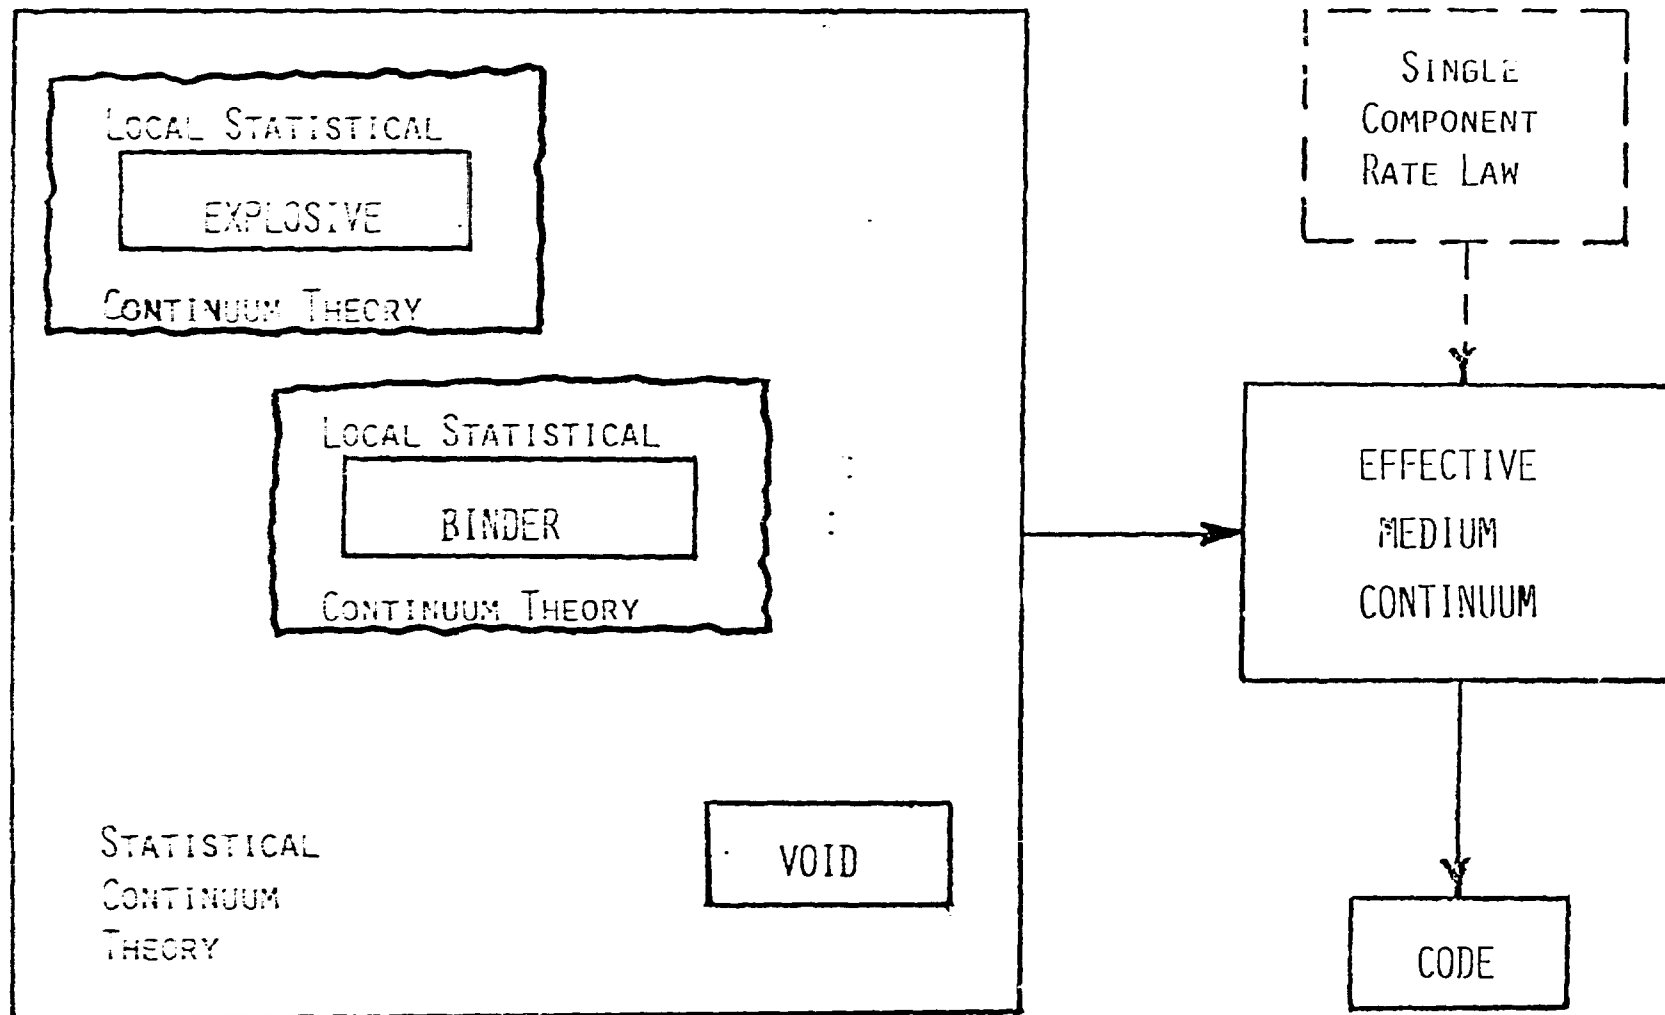 LOCAL STATISTICAL
EXPLOSIVE
CONTINUUM THEORY
LOCAL STATISTICAL
BINDER
CONTINUUM THEORY
STATISTICAL
CONTINUUM
THEORY
VOID
SINGLE
COMPONENT
RATE LAW
EFFECTIVE
MEDIUM
CONTINUUM
CODE